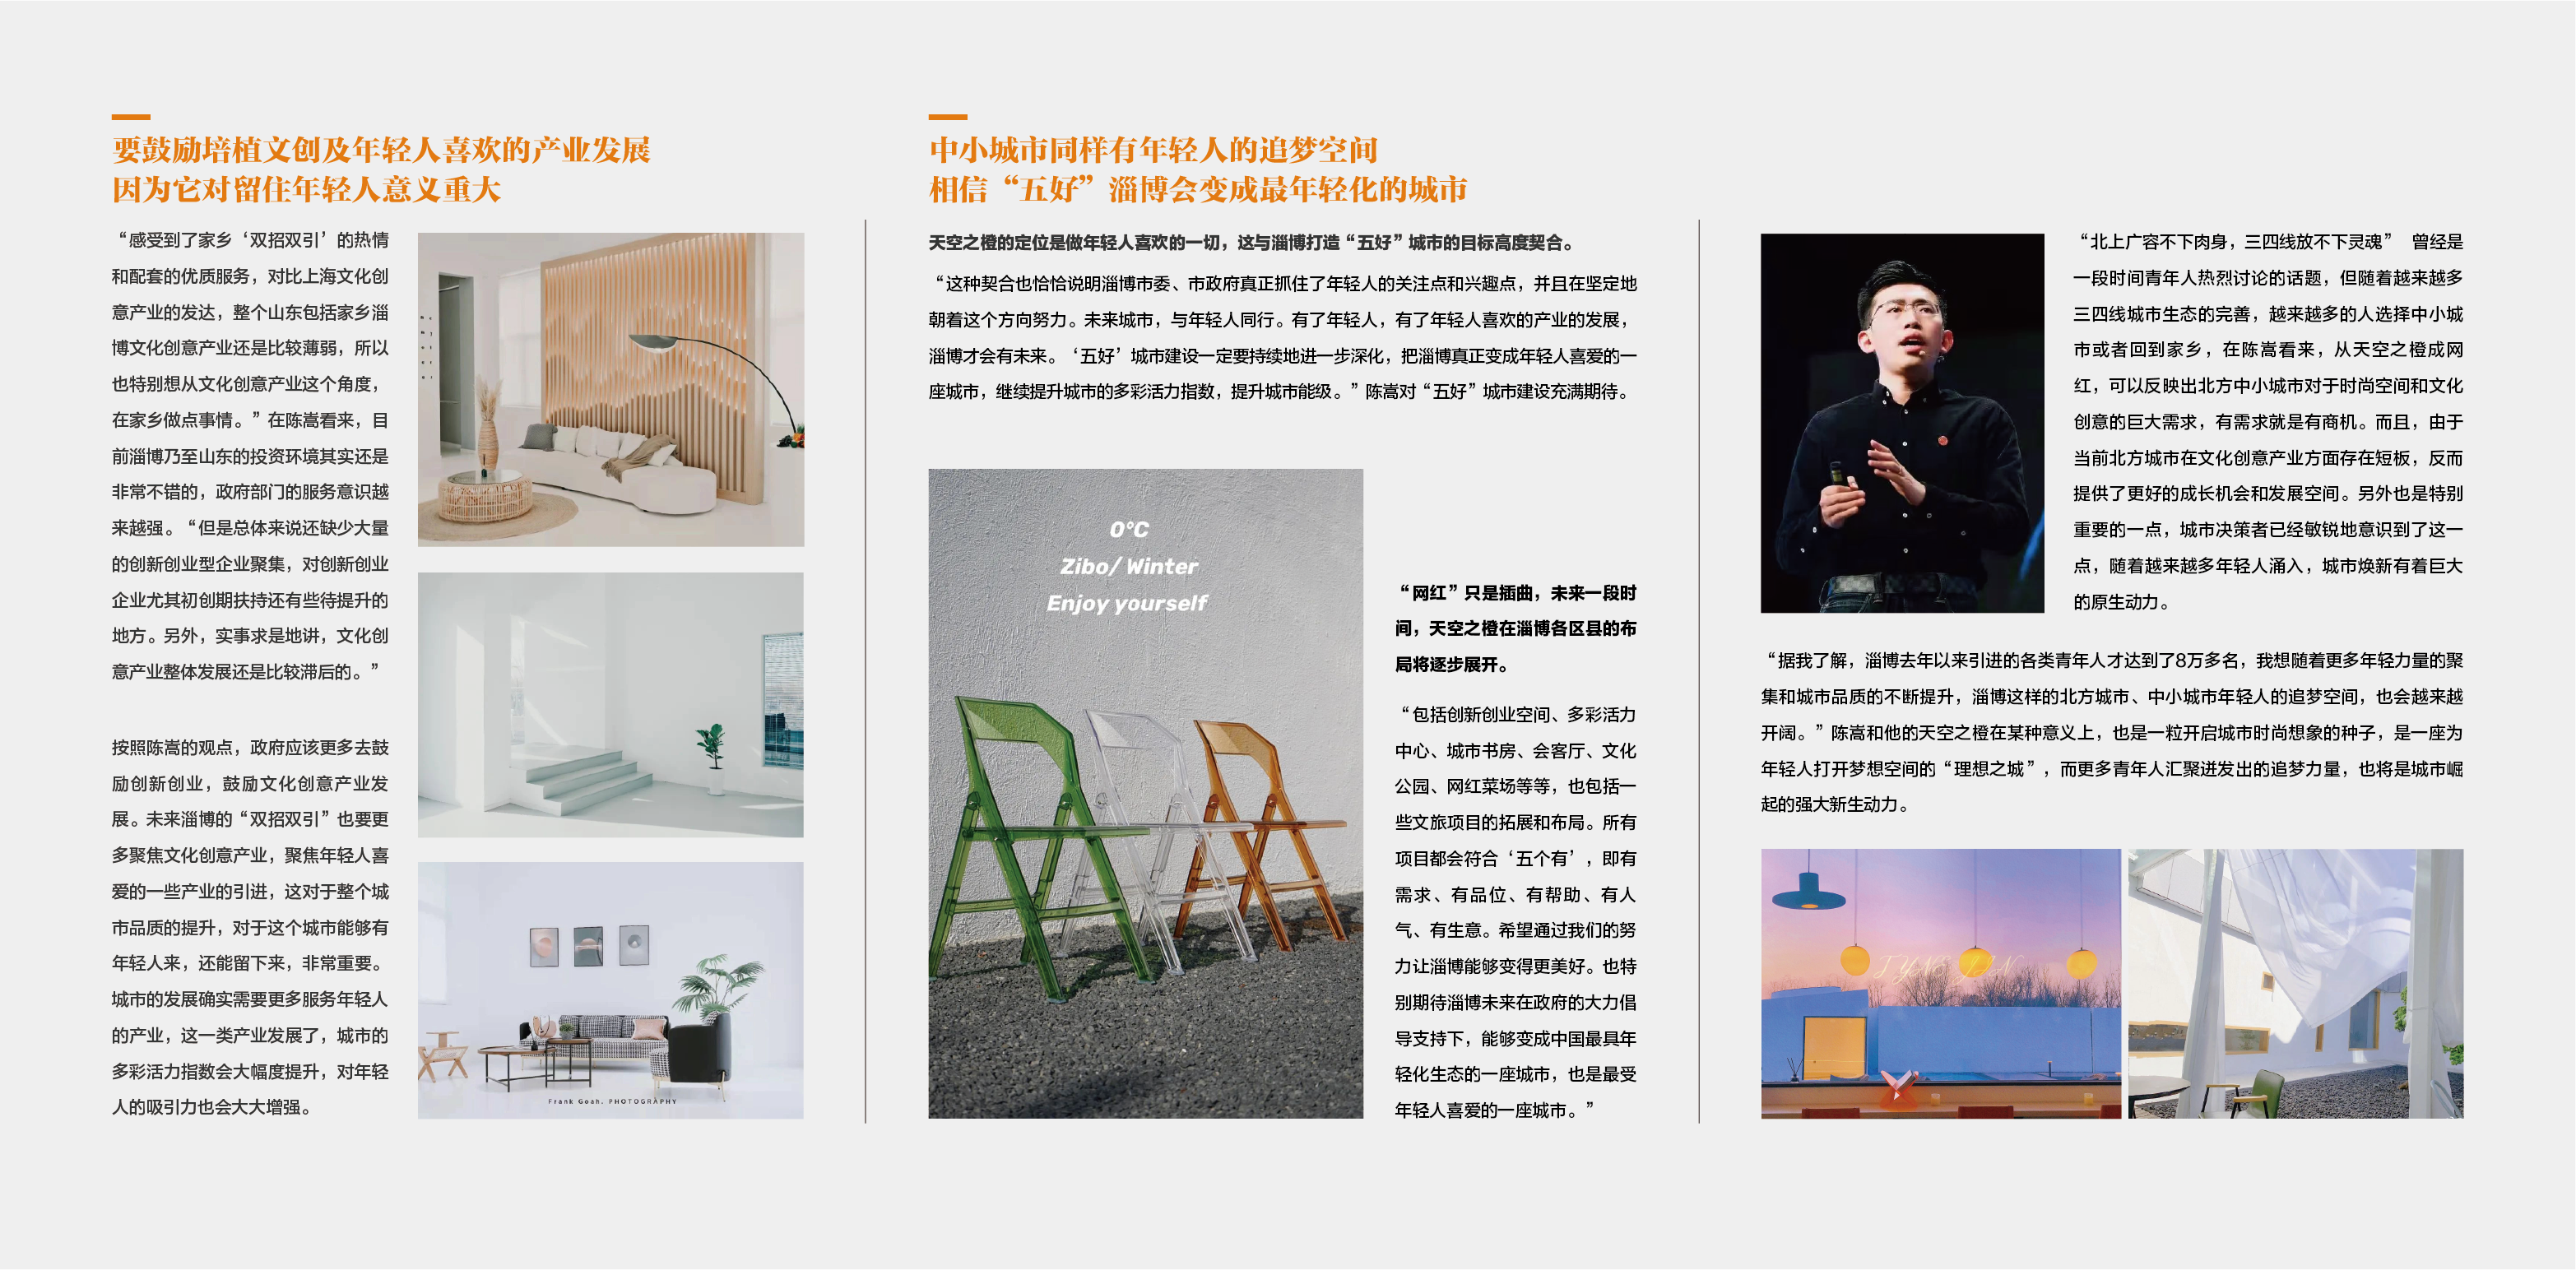 要鼓励培植文创及年轻人喜欢的产业发展
因为它对留住年轻人意义重大
“感受到了家乡‘双招双引’的热情
和配套的优质服务，对比上海文化创
意产业的发达，整个山东包括家乡淄
博文化创意产业还是比较薄弱，所以
也特别想从文化创意产业这个角度，
在家乡做点事情。”在陈嵩看来，目
前淄博乃至山东的投资环境其实还是
非常不错的，政府部门的服务意识越
来越强。“但是总体来说还缺少大量
的创新创业型企业聚集，对创新创业
企业尤其初创期扶持还有些待提升的
地方。另外，实事求是地讲，文化创
意产业整体发展还是比较滞后的。”
按照陈嵩的观点，政府应该更多去鼓
励创新创业，鼓励文化创意产业发
展。未来淄博的“双招双引”也要更
多聚焦文化创意产业，聚焦年轻人喜
爱的一些产业的引进，这对于整个城
市品质的提升，对于这个城市能够有
年轻人来，还能留下来，非常重要。
城市的发展确实需要更多服务年轻人
的产业，这一类产业发展了，城市的
多彩活力指数会大幅度提升，对年轻
人的吸引力也会大大增强。
Frank Geah. PHOTOGRAPHY
中小城市同样有年轻人的追梦空间
相信“五好”淄博会变成最年轻化的城市
天空之橙的定位是做年轻人喜欢的一切，这与淄博打造“五好”城市的目标高度契合。
“这种契合也恰恰说明淄博市委、市政府真正抓住了年轻人的关注点和兴趣点，并且在坚定地
朝着这个方向努力。未来城市，与年轻人同行。有了年轻人，有了年轻人喜欢的产业的发展，
淄博才会有未来。‘五好’城市建设一定要持续地进一步深化，把淄博真正变成年轻人喜爱的一
座城市，继续提升城市的多彩活力指数，提升城市能级。”陈嵩对“五好”城市建设充满期待。
0°C
Zibo/ Winter
Enjoy yourself
“网红”只是插曲，未来一段时
间，天空之橙在淄博各区县的布
局将逐步展开。
“包括创新创业空间、多彩活力
中心、城市书房、会客厅、文化
公园、网红菜场等等，也包括一
些文旅项目的拓展和布局。所有
项目都会符合‘五个有’，即有
需求、有品位、有帮助、有人
气、有生意。希望通过我们的努
力让淄博能够变得更美好。也特
别期待淄博未来在政府的大力倡
导支持下，能够变成中国最具年
轻化生态的一座城市，也是最受
年轻人喜爱的一座城市。”
“北上广容不下肉身，三四线放不下灵魂” 曾经是
一段时间青年人热烈讨论的话题，但随着越来越多
三四线城市生态的完善，越来越多的人选择中小城
市或者回到家乡，在陈嵩看来，从天空之橙成网
红，可以反映出北方中小城市对于时尚空间和文化
创意的巨大需求，有需求就是有商机。而且，由于
当前北方城市在文化创意产业方面存在短板，反而
提供了更好的成长机会和发展空间。另外也是特别
重要的一点，城市决策者已经敏锐地意识到了这一
点，随着越来越多年轻人涌入，城市焕新有着巨大
的原生动力。
“据我了解，淄博去年以来引进的各类青年人才达到了8万多名，我想随着更多年轻力量的聚
集和城市品质的不断提升，淄博这样的北方城市、中小城市年轻人的追梦空间，也会越来越
开阔。”陈嵩和他的天空之橙在某种意义上，也是一粒开启城市时尚想象的种子，是一座为
年轻人打开梦想空间的“理想之城”，而更多青年人汇聚迸发出的追梦力量，也将是城市崛
起的强大新生动力。